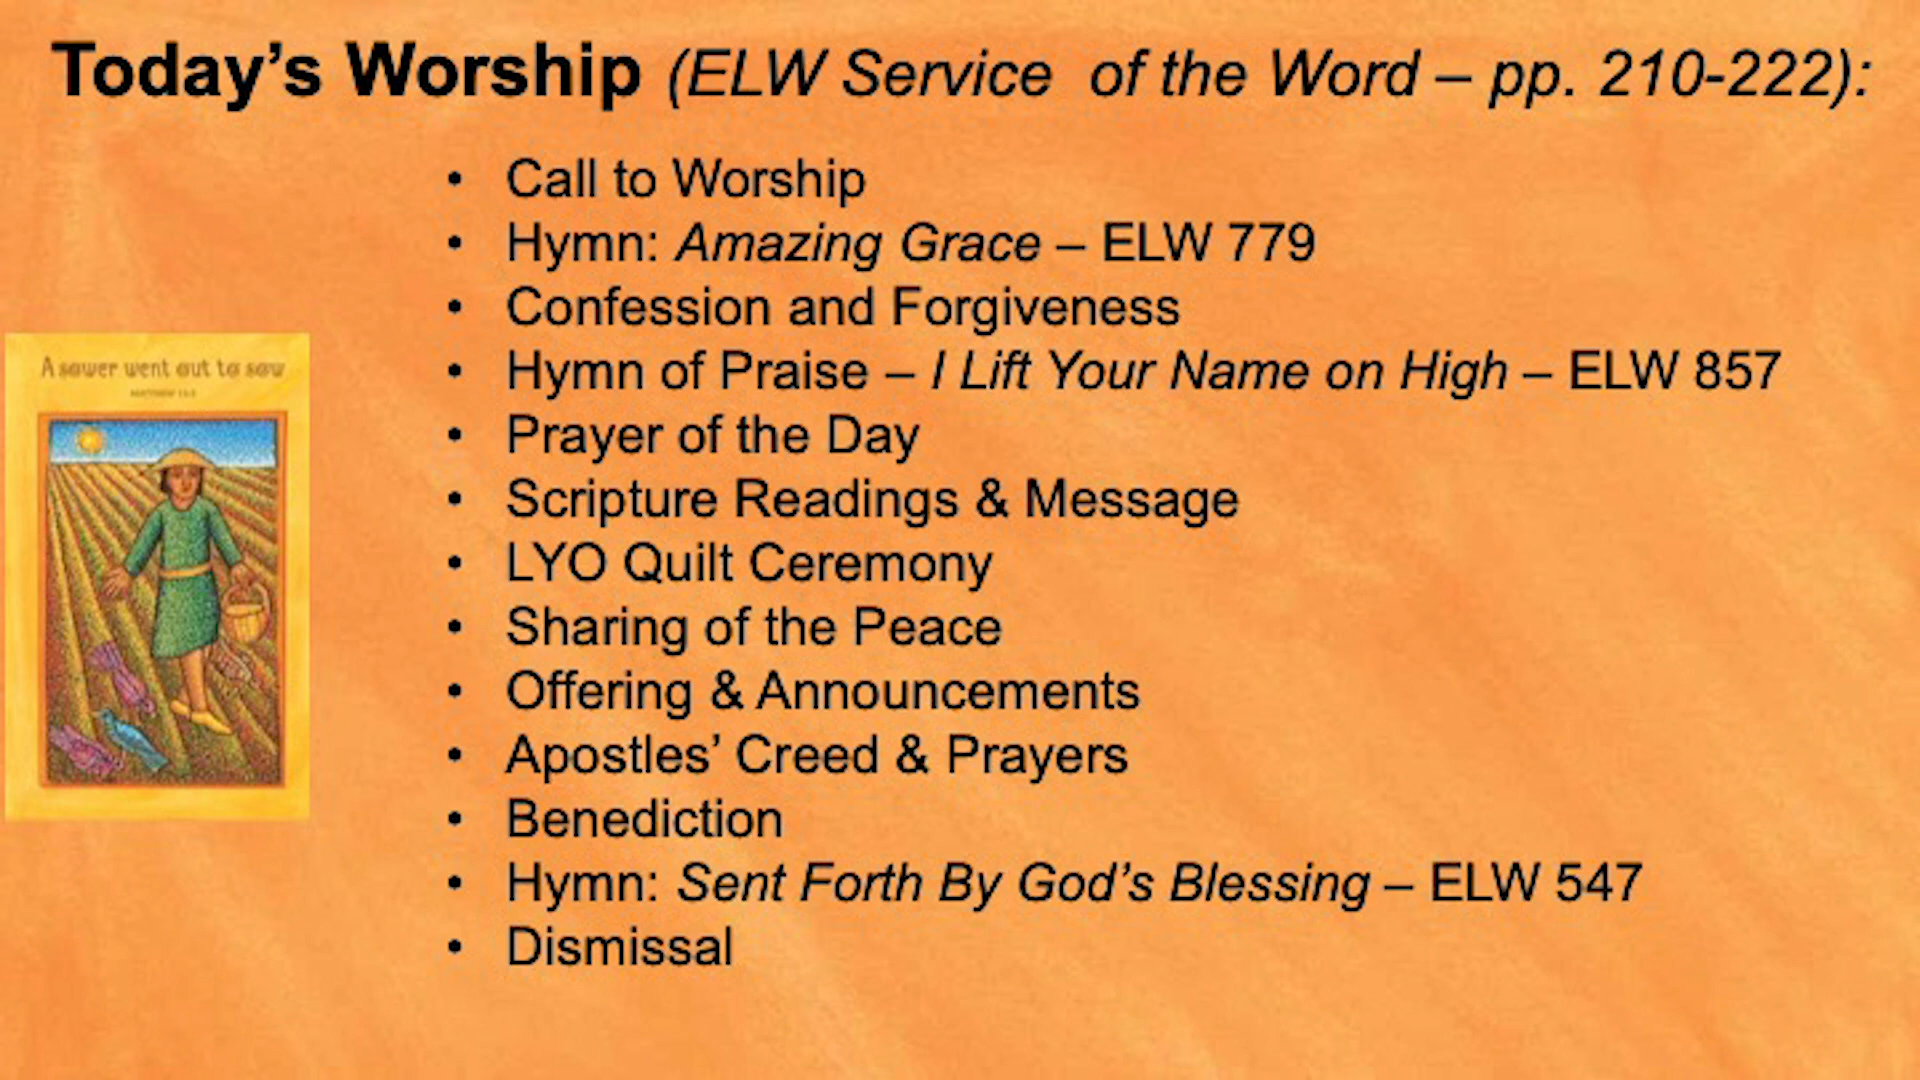 Today’s Worship (ELW Service of the Word – pp. 210-222):
• Call to Worship
• Hymn: Amazing Grace – ELW 779
• Confession and Forgiveness
• Hymn of Praise – I Lift Your Name on High – ELW 857
• Prayer of the Day
• Scripture Readings & Message
• LYO Quilt Ceremony
• Sharing of the Peace
• Offering & Announcements
• Apostles’ Creed & Prayers
• Benediction
• Hymn: Sent Forth By God’s Blessing – ELW 547
• Dismissal
A sower went out to sow